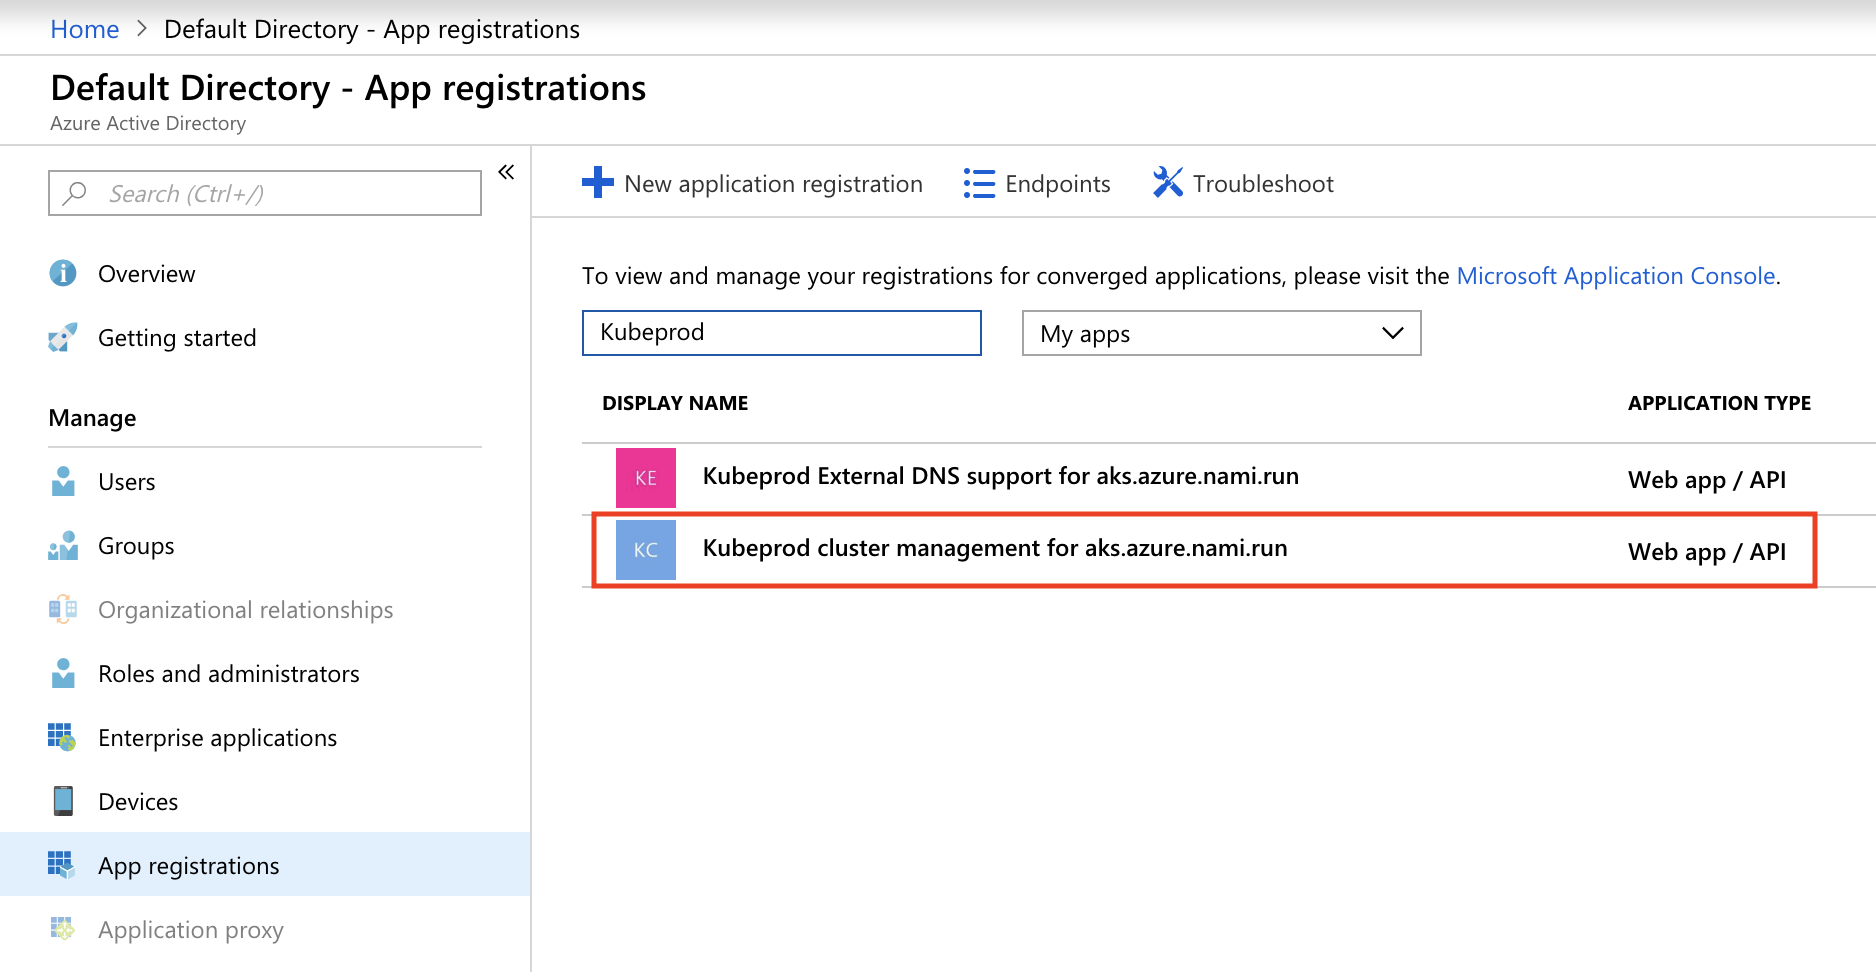 Home > Default Directory - App registrations
Default Directory - App registrations
Azure Active Directory
Search (Ctrl+/)
«
Overview
Getting started
Manage
Users
Groups
Organizational relationships
Roles and administrators
Enterprise applications
Devices
App registrations
Application proxy
New application registration Endpoints Troubleshoot
To view and manage your registrations for converged applications, please visit the Microsoft Application Console.
Kubeprod My apps
DISPLAY NAME APPLICATION TYPE
KE Kubeprod External DNS support for aks.azure.nami.run Web app / API
KC Kubeprod cluster management for aks.azure.nami.run Web app / API